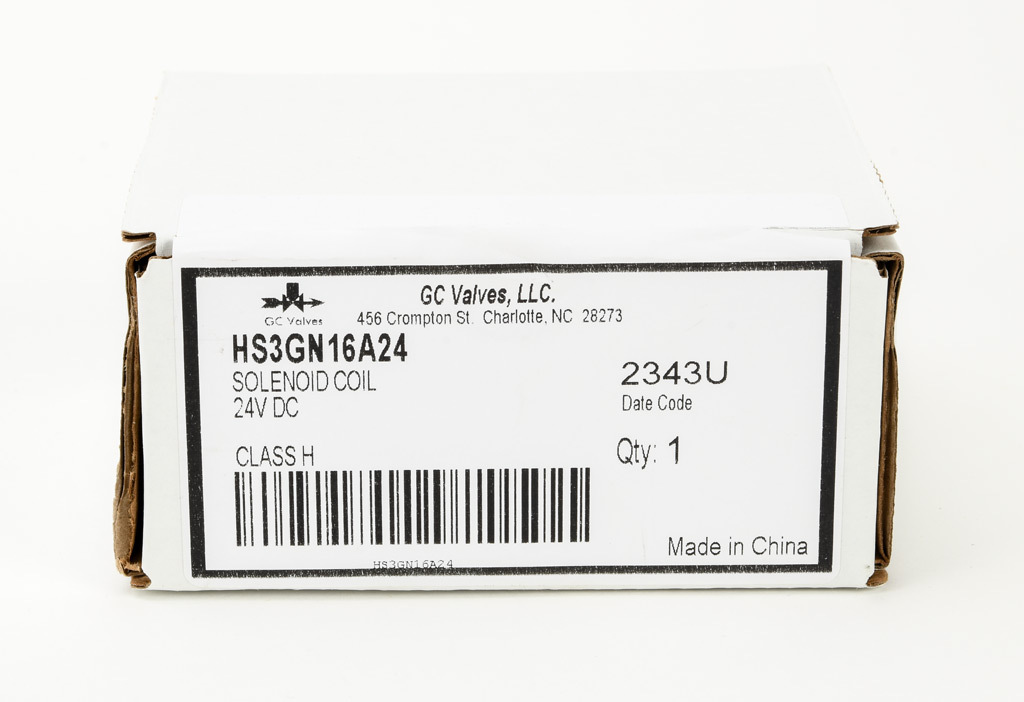 GC Valves
GC Valves, LLC.
456 Crompton St. Charlotte, NC 28273
HS3GN16A24
SOLENOID COIL
24V DC
2343U
Date Code
CLASS H
Qty: 1
HS3GN16A24
Made in China